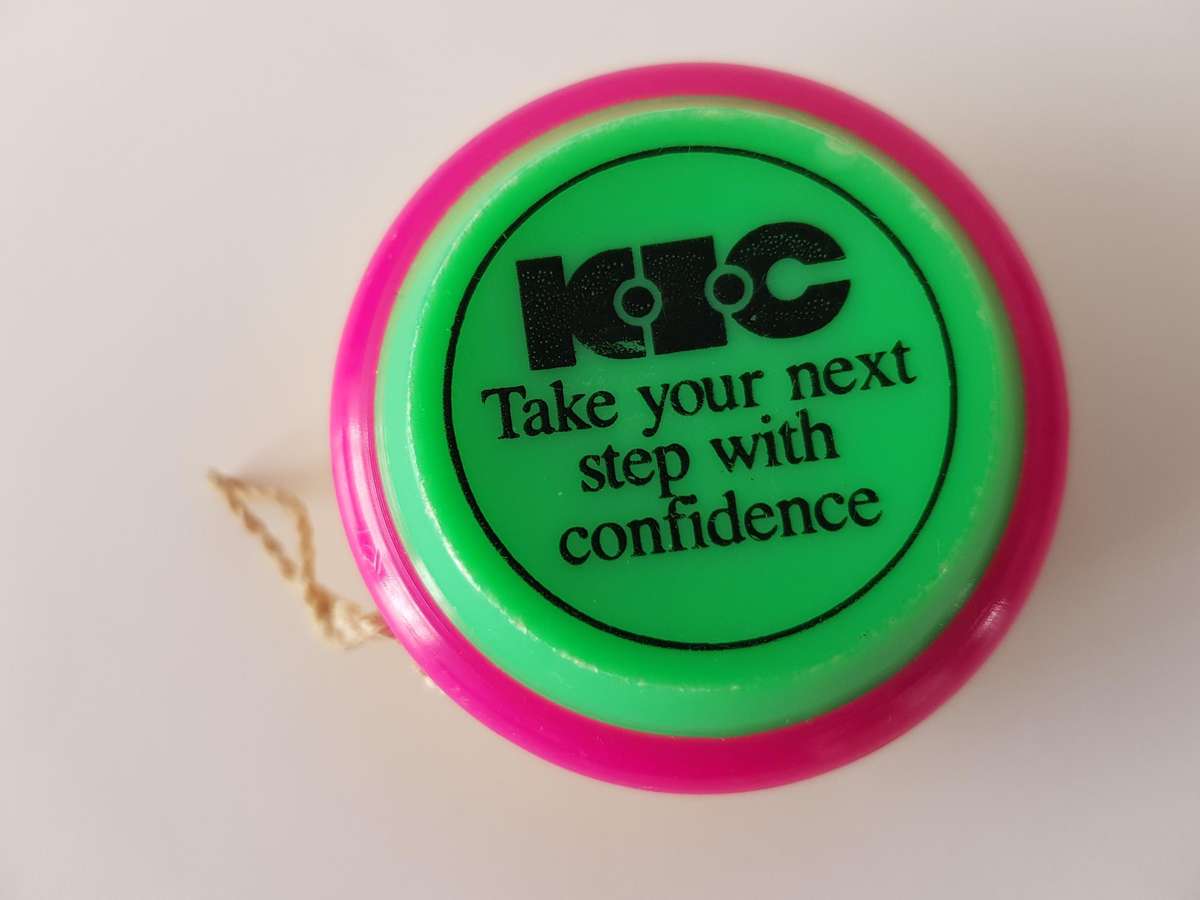 KIC
Take your next
step with
confidence